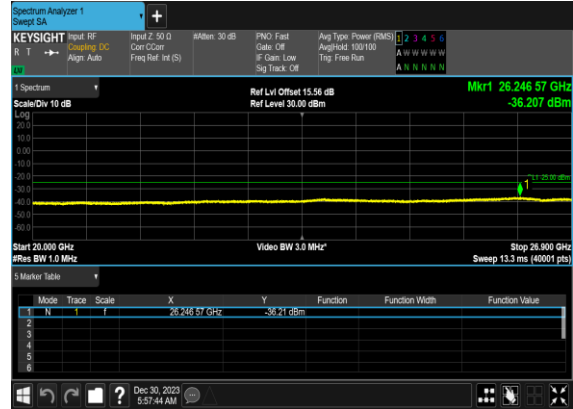 Spectrum Analyzer 1
Swept SA
+
KEYSIGHT Input: RF Input Z: 50 Ω #Atten: 30 dB PNO: Fast Avg Type: Power (RMS) 1 2 3 4 5 6
R T Coupling: DC Corr CCorr Gate: Off Avg|Hold: 100/100 A W W W W W
Align: Auto Freq Ref: Int (S) IF Gain: Low Trig: Free Run
Sig Track: Off A N N N N N
LM
1 Spectrum Ref Lvl Offset 15.56 dB Mkr1 26.246 57 GHz
Scale/Div 10 dB Ref Level 30.00 dBm -36.207 dBm
Log
20.0
10.0
0.00
-10.0
-20.0
DL1 -25.00 dBm
1
-30.0
-40.0
-50.0
-60.0
Start 20.000 GHz Video BW 3.0 MHz* Stop 26.900 GHz
#Res BW 1.0 MHz Sweep 13.3 ms (40001 pts)
5 Marker Table
Mode Trace Scale X Y Function Function Width Function Value
1 N 1 f 26.246 57 GHz -36.21 dBm
2
3
4
5
6
? Dec 30, 2023
5:57:44 AM